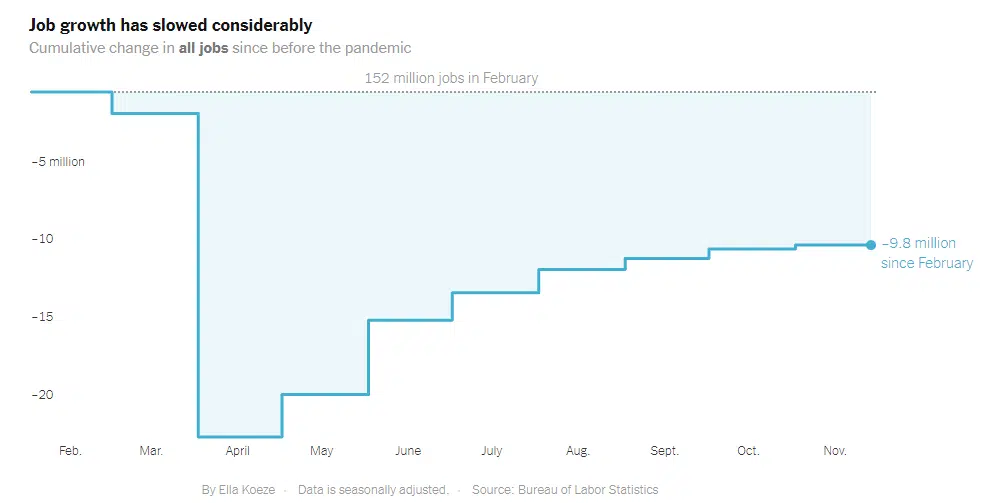 Job growth has slowed considerably
Cumulative change in all jobs since before the pandemic
152 million jobs in February
–5 million
–10
–15
–20
–9.8 million
since February
Feb. Mar. April May June July Aug. Sept. Oct. Nov.
By Ella Koeze · Data is seasonally adjusted. · Source: Bureau of Labor Statistics